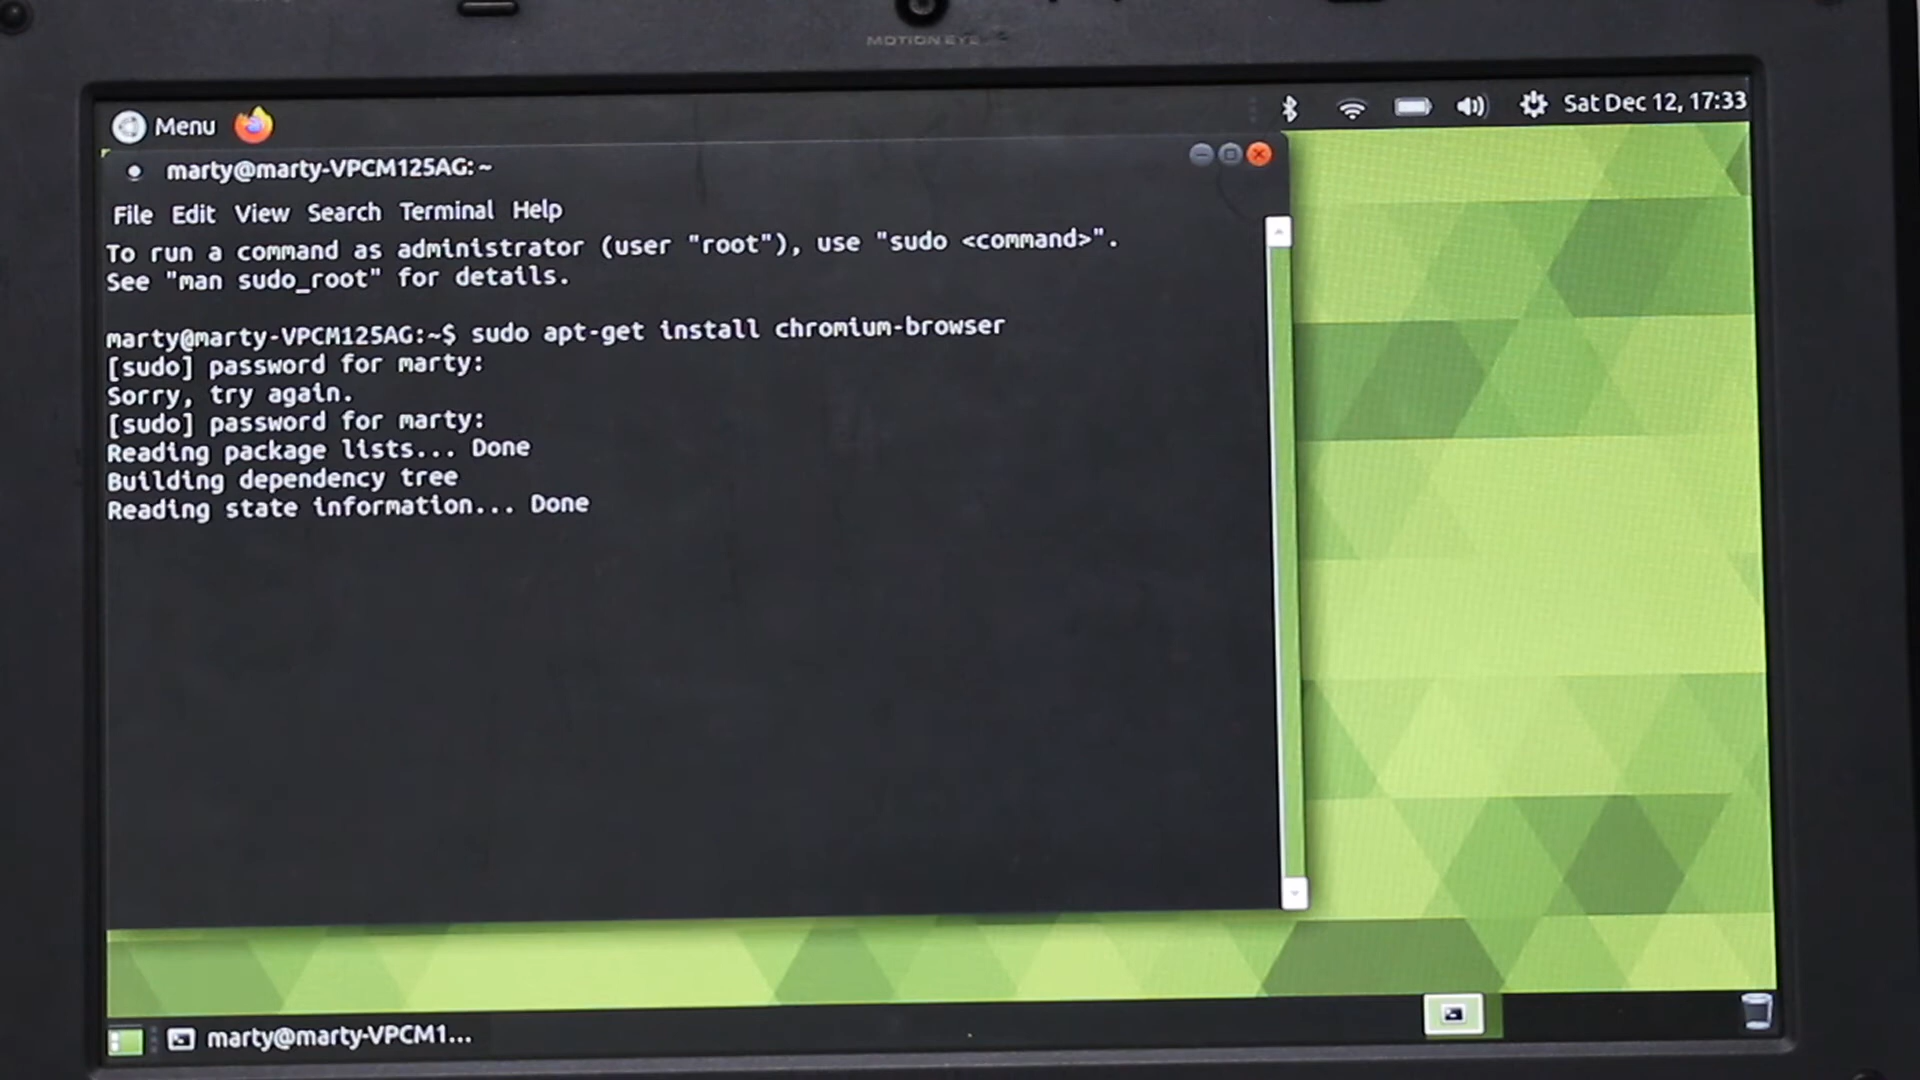 MOTION EYE
Menu
Sat Dec 12, 17:33
marty@marty-VPCM125AG: ~
File Edit View Search Terminal Help
To run a command as administrator (user "root"), use "sudo <command>".
See "man sudo_root" for details.
marty@marty-VPCM125AG:~$ sudo apt-get install chromium-browser
[sudo] password for marty:
Sorry, try again.
[sudo] password for marty:
Reading package lists... Done
Building dependency tree
Reading state information... Done
marty@marty-VPCM1...